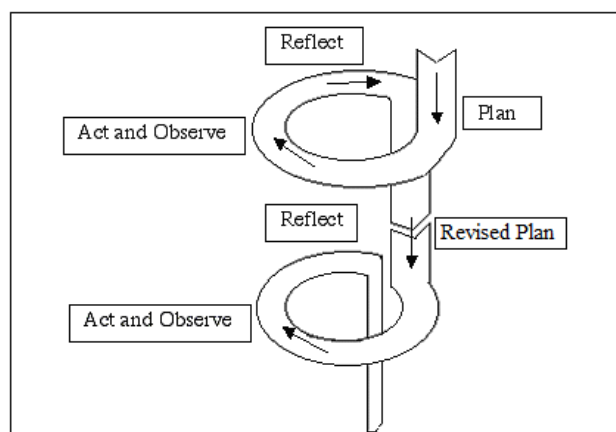 Reflect
Plan
Act and Observe
Reflect
Revised Plan
Act and Observe